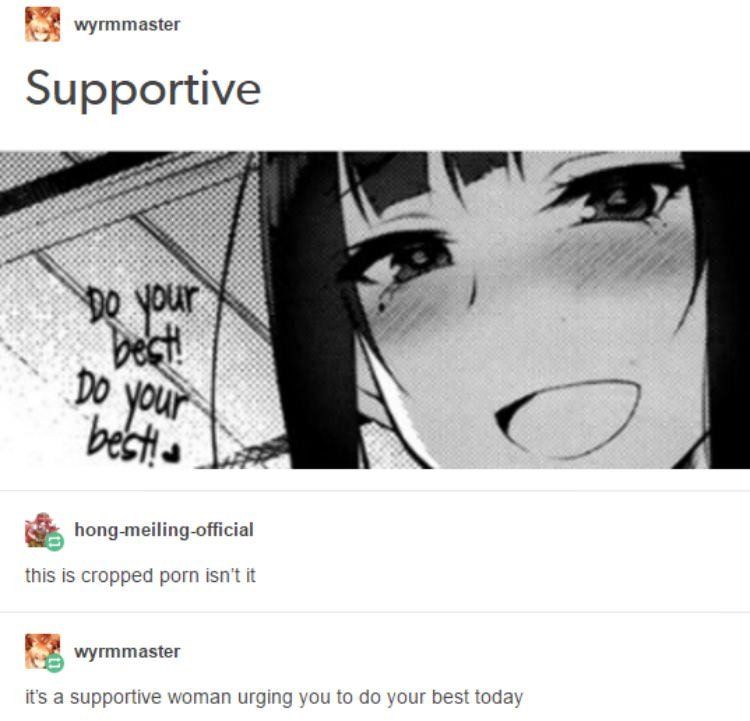 wyrmmaster
Supportive
Do your
best!
Do your
best!
hong-meiling-official
this is cropped porn isn't it
wyrmmaster
it's a supportive woman urging you to do your best today